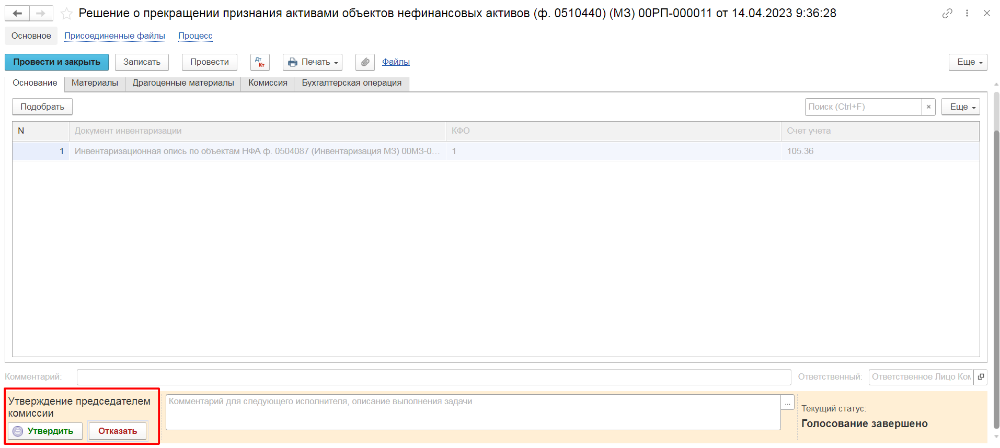 Решение о прекращении признания активами объектов нефинансовых активов (ф. 0510440) (МЗ) 00РП-000011 от 14.04.2023 9:36:28
Основное Присоединенные файлы Процесс
Провести и закрыть Записать Провести Дт Кт Печать Файлы Еще
Основание Материалы Драгоценные материалы Комиссия Бухгалтерская операция
Подобрать Поиск (Ctrl+F) × Еще
N Документ инвентаризации КФО Счет учета
1 Инвентаризационная опись по объектам НФА ф. 0504087 (Инвентаризация МЗ) 00МЗ-0... 1 105.36
Комментарий: Ответственный: Ответственное Лицо Ком
Утверждение председателем
комиссии
Утвердить Отказать
Комментарий для следующего исполнителя, описание выполнения задачи ...
Текущий статус:
Голосование завершено